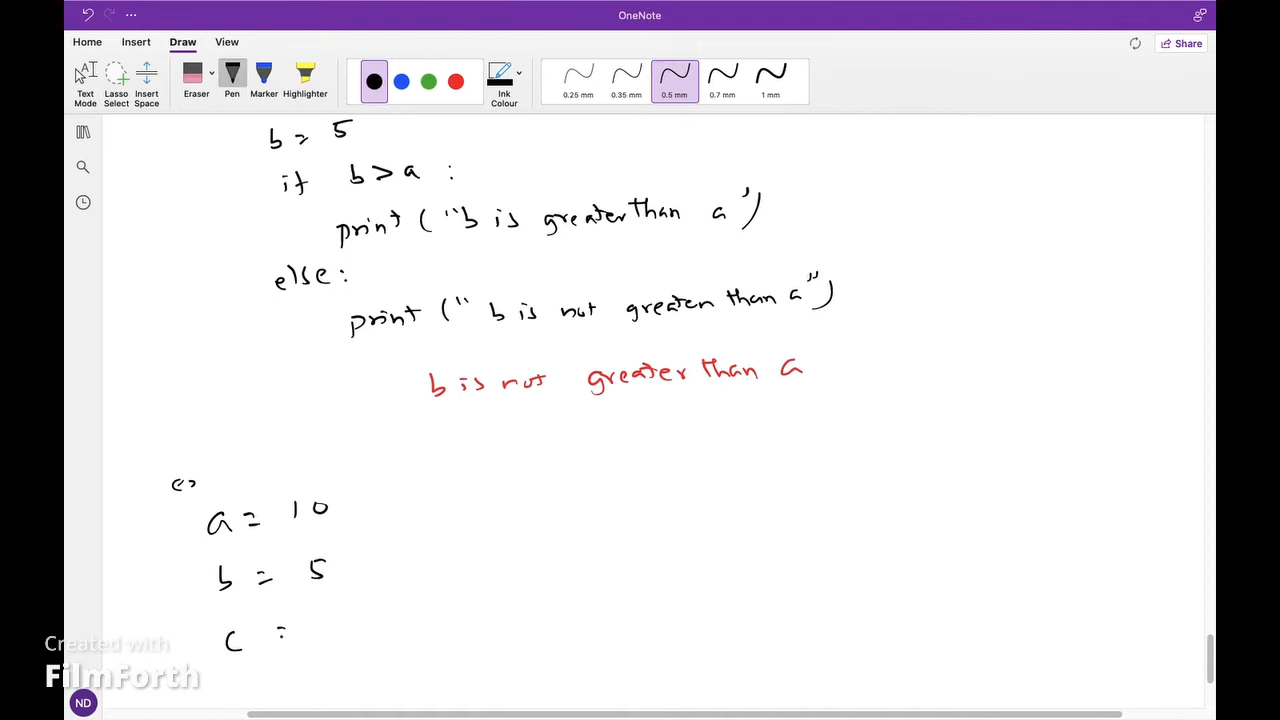 OneNote
Home Insert Draw View
Share
Text Mode Lasso Select Insert Space Eraser Pen Marker Highlighter Ink Colour 0.25 mm 0.35 mm 0.5 mm 0.7 mm 1 mm
b = 5
if b > a :
print ("b is greater than a")
else:
print (" b is not greater than a")
b is not greater than a
a = 10
b = 5
c =
Created with
FilmForth
ND